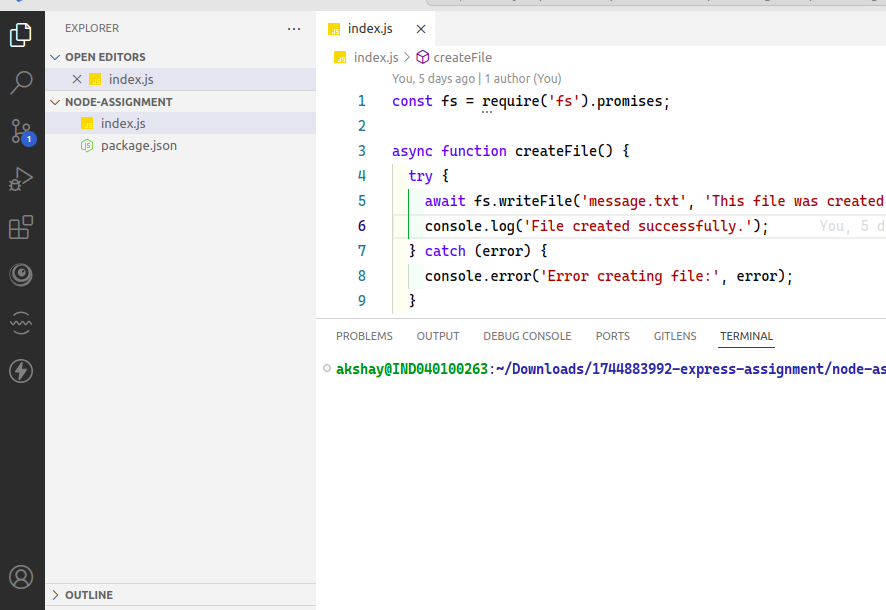 EXPLORER
OPEN EDITORS
index.js
NODE-ASSIGNMENT
index.js
package.json
OUTLINE
index.js
index.js > createFile
You, 5 days ago | 1 author (You)
1 const fs = require('fs').promises;
2
3 async function createFile() {
4 try {
5 await fs.writeFile('message.txt', 'This file was created
6 console.log('File created successfully.'); You, 5 d
7 } catch (error) {
8 console.error('Error creating file:', error);
9 }
PROBLEMS OUTPUT DEBUG CONSOLE PORTS GITLENS TERMINAL
akshay@IND040100263:~/Downloads/1744883992-express-assignment/node-as
1